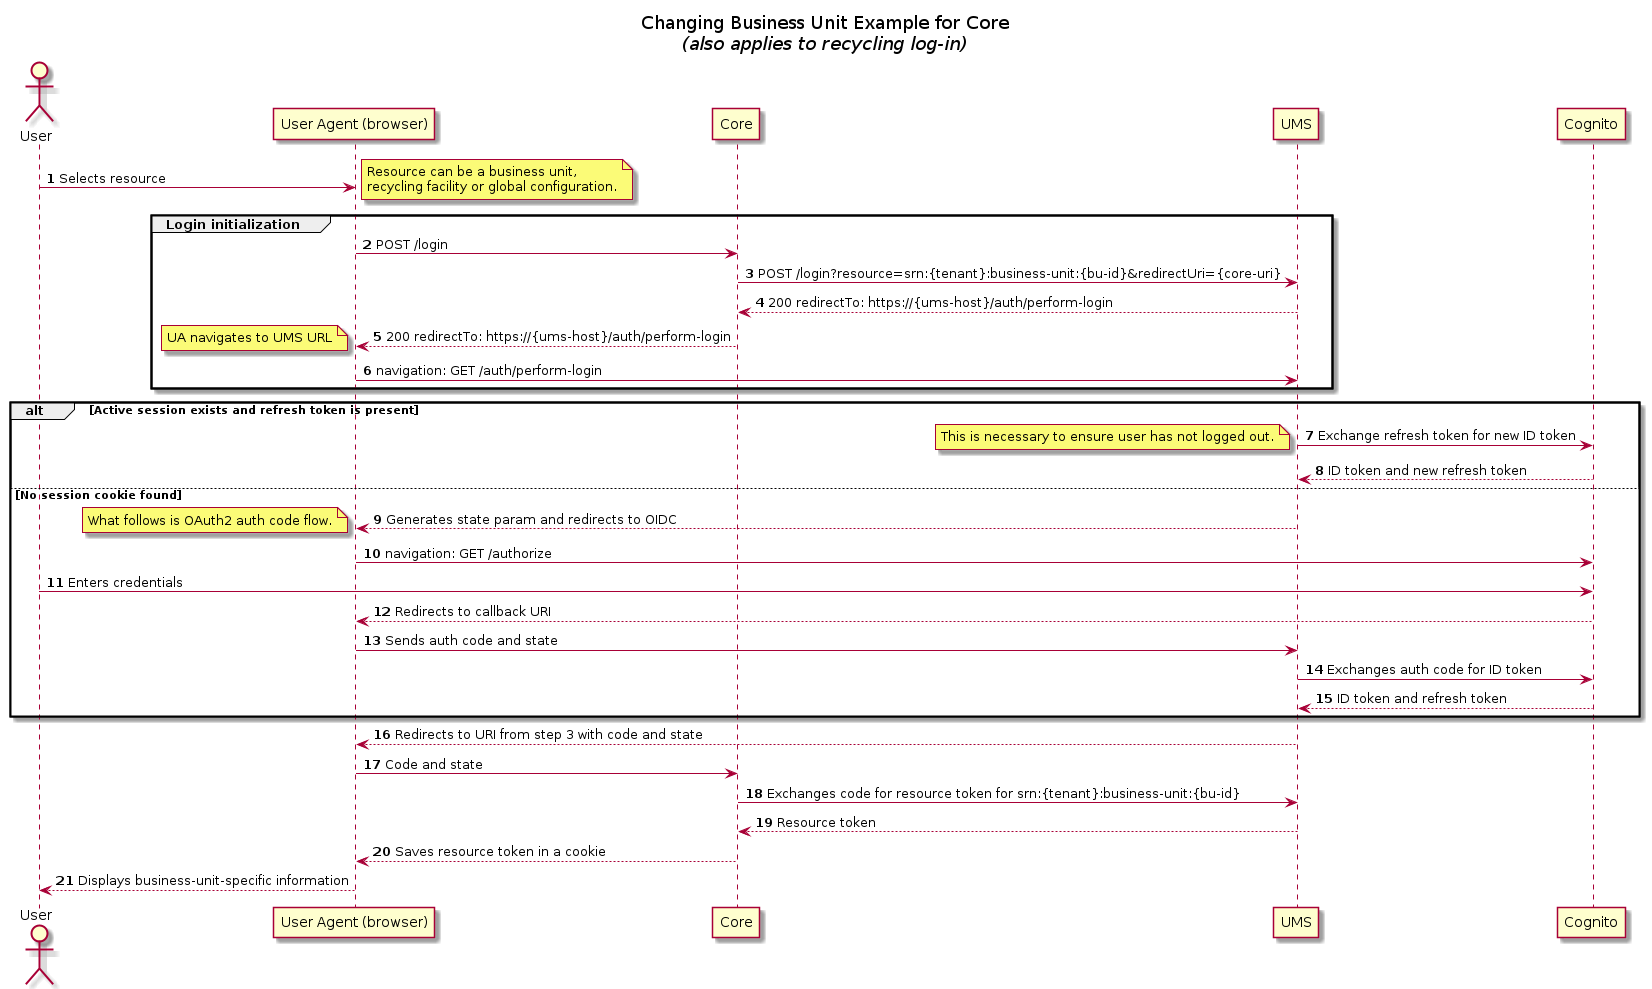 Changing Business Unit Example for Core
(also applies to recycling log-in)
User
User Agent (browser)
Core
UMS
Cognito
1 Selects resource
Resource can be a business unit,
recycling facility or global configuration.
Login initialization
2 POST /login
3 POST /login?resource=srn:{tenant}:business-unit:{bu-id}&redirectUri={core-uri}
4 200 redirectTo: https://{ums-host}/auth/perform-login
UA navigates to UMS URL
5 200 redirectTo: https://{ums-host}/auth/perform-login
6 navigation: GET /auth/perform-login
alt [Active session exists and refresh token is present]
This is necessary to ensure user has not logged out.
7 Exchange refresh token for new ID token
8 ID token and new refresh token
[No session cookie found]
What follows is OAuth2 auth code flow.
9 Generates state param and redirects to OIDC
10 navigation: GET /authorize
11 Enters credentials
12 Redirects to callback URI
13 Sends auth code and state
14 Exchanges auth code for ID token
15 ID token and refresh token
16 Redirects to URI from step 3 with code and state
17 Code and state
18 Exchanges code for resource token for srn:{tenant}:business-unit:{bu-id}
19 Resource token
20 Saves resource token in a cookie
21 Displays business-unit-specific information
User
User Agent (browser)
Core
UMS
Cognito